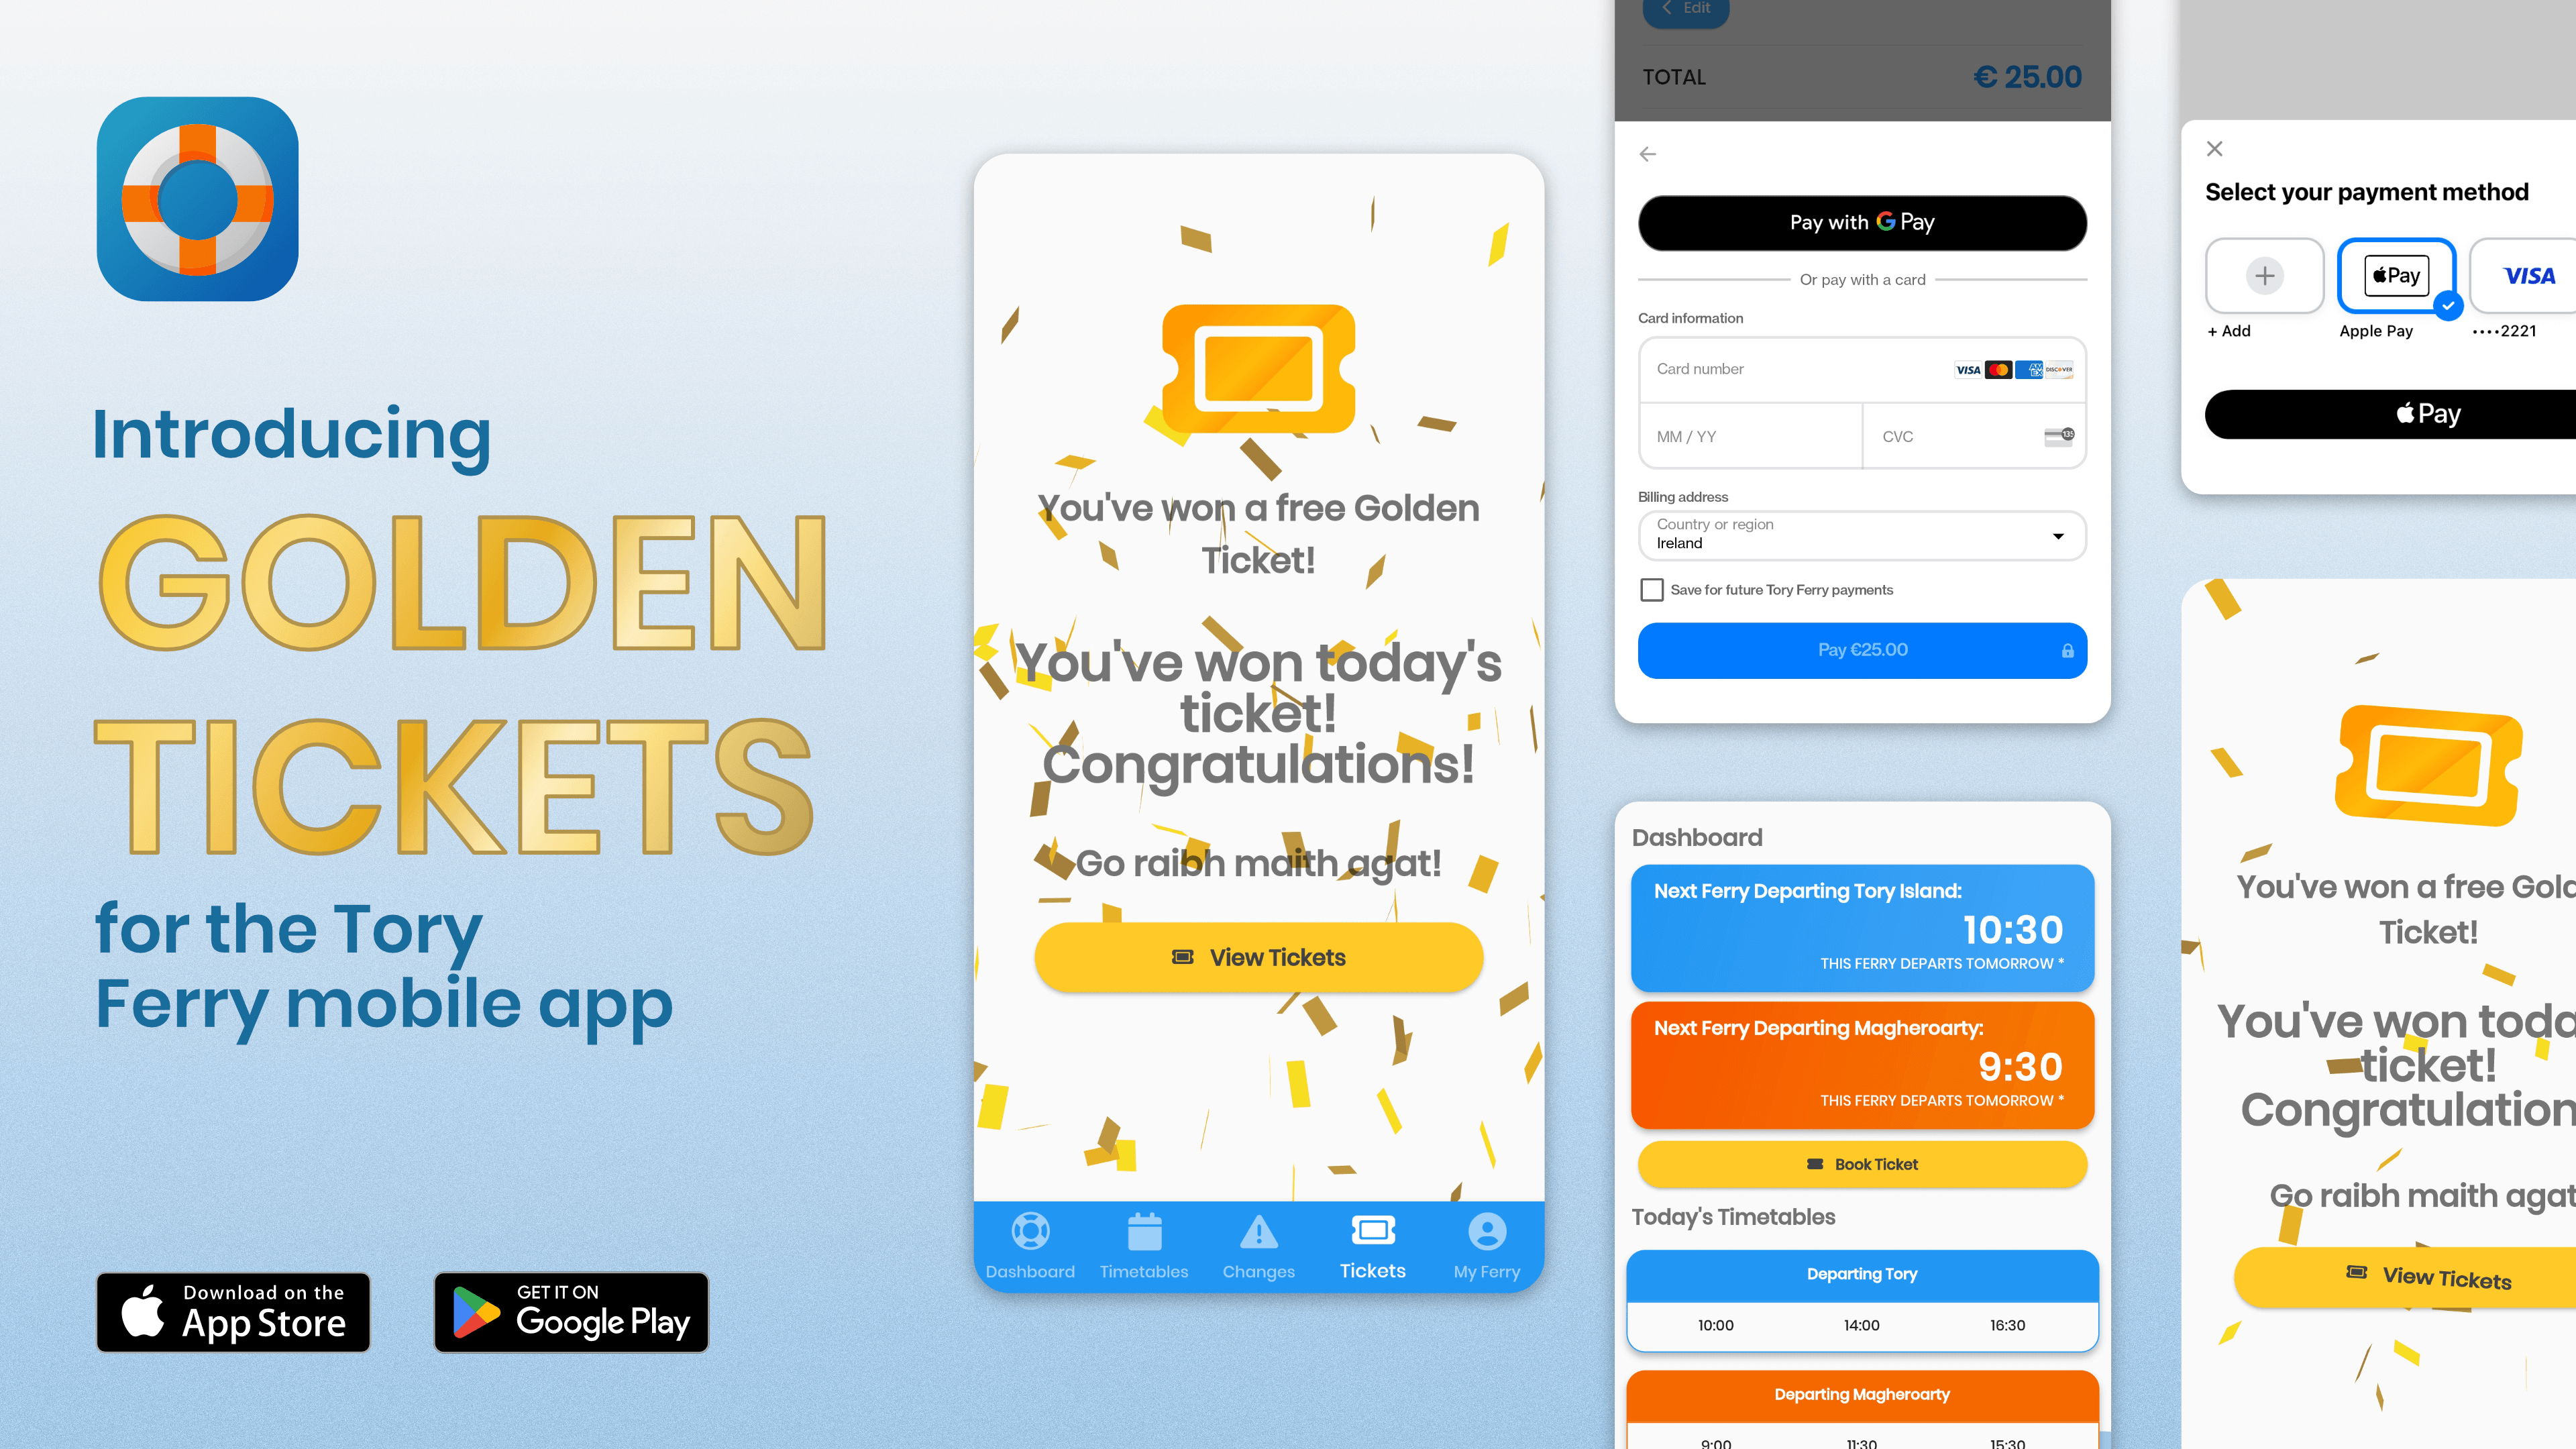 Introducing
GOLDEN
TICKETS
for the Tory
Ferry mobile app
Download on the
App Store
GET IT ON
Google Play
You've won a free Golden
Ticket!
You've won today's
ticket!
Congratulations!
Go raibh maith agat!
View Tickets
Dashboard
Timetables
Changes
Tickets
My Ferry
Edit
TOTAL
€ 25.00
Pay with G Pay
Or pay with a card
Card information
Card number
VISA
AM
EX
DISCOVER
MM / YY
CVC
135
Billing address
Country or region
Ireland
Save for future Tory Ferry payments
Pay €25.00
Dashboard
Next Ferry Departing Tory Island:
10:30
THIS FERRY DEPARTS TOMORROW *
Next Ferry Departing Magheroarty:
9:30
THIS FERRY DEPARTS TOMORROW *
Book Ticket
Today's Timetables
Departing Tory
10:00 14:00 16:30
Departing Magheroarty
9:00 11:30 15:30
Select your payment method
Pay
VISA
+ Add
Apple Pay
••••2221
Pay
You've won a free Gold
Ticket!
You've won toda
ticket!
Congratulation
Go raibh maith agat
View Tickets